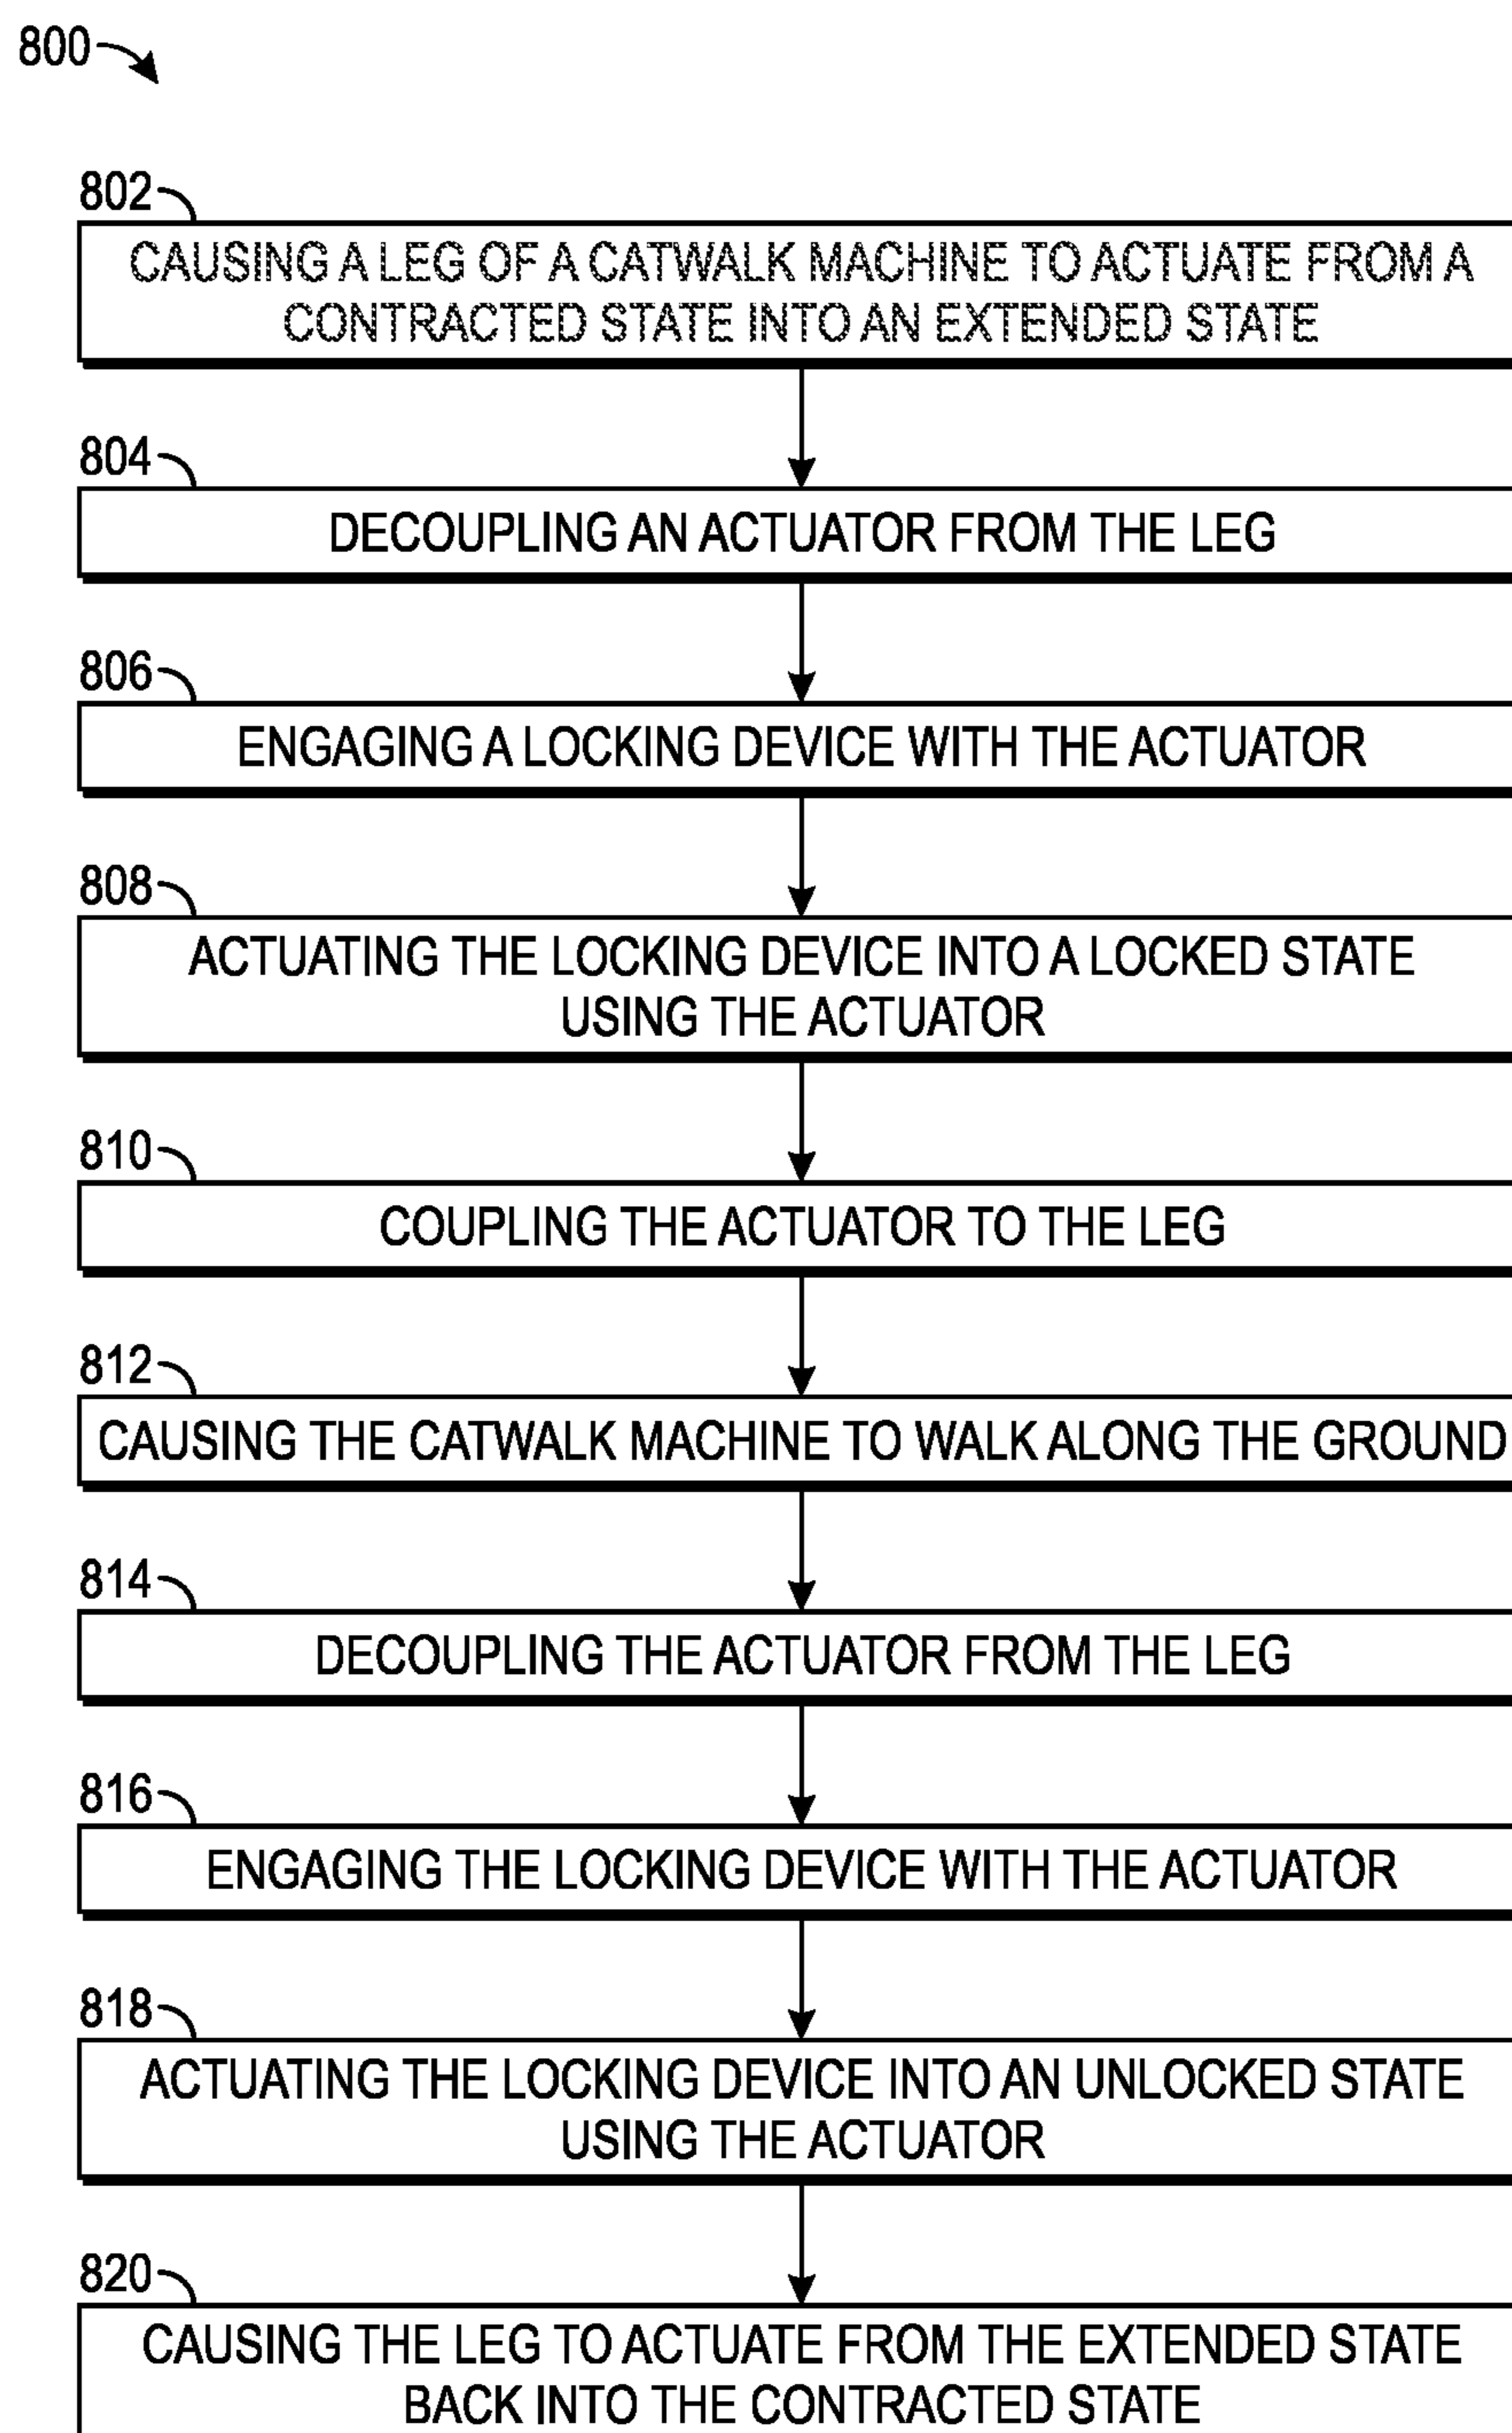 800
802
CAUSING A LEG OF A CATWALK MACHINE TO ACTUATE FROM A
CONTRACTED STATE INTO AN EXTENDED STATE
804
DECOUPLING AN ACTUATOR FROM THE LEG
806
ENGAGING A LOCKING DEVICE WITH THE ACTUATOR
808
ACTUATING THE LOCKING DEVICE INTO A LOCKED STATE
USING THE ACTUATOR
810
COUPLING THE ACTUATOR TO THE LEG
812
CAUSING THE CATWALK MACHINE TO WALK ALONG THE GROUND
814
DECOUPLING THE ACTUATOR FROM THE LEG
816
ENGAGING THE LOCKING DEVICE WITH THE ACTUATOR
818
ACTUATING THE LOCKING DEVICE INTO AN UNLOCKED STATE
USING THE ACTUATOR
820
CAUSING THE LEG TO ACTUATE FROM THE EXTENDED STATE
BACK INTO THE CONTRACTED STATE